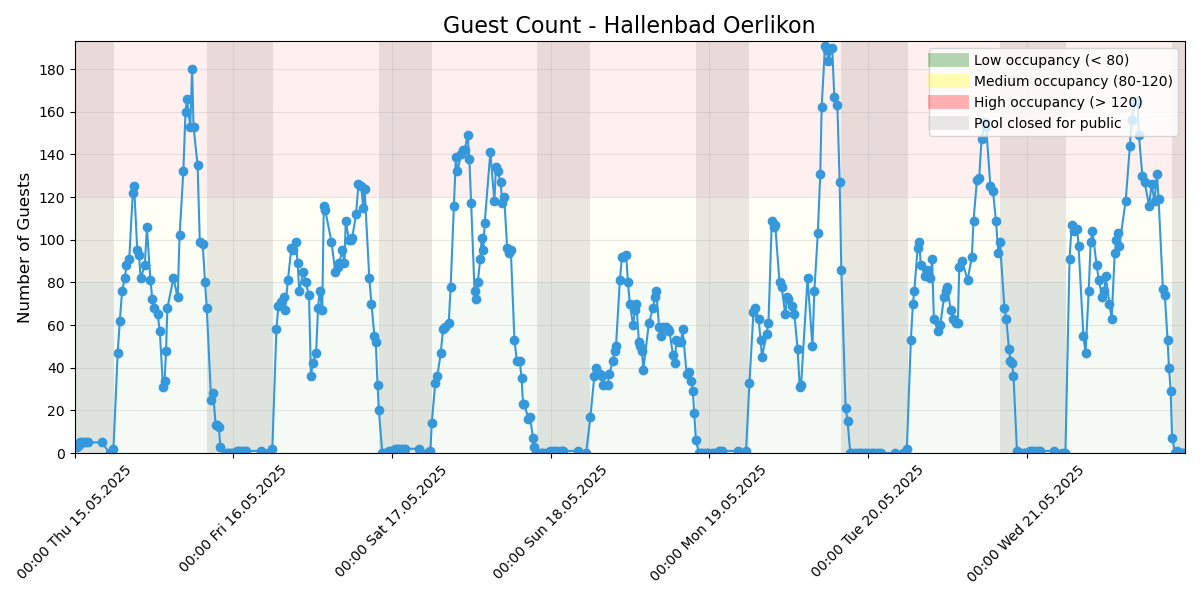 Guest Count - Hallenbad Oerlikon
Number of Guests
180
160
140
120
100
80
60
40
20
0
Low occupancy (< 80)
Medium occupancy (80-120)
High occupancy (> 120)
Pool closed for public
00:00 Thu 15.05.2025
00:00 Fri 16.05.2025
00:00 Sat 17.05.2025
00:00 Sun 18.05.2025
00:00 Mon 19.05.2025
00:00 Tue 20.05.2025
00:00 Wed 21.05.2025